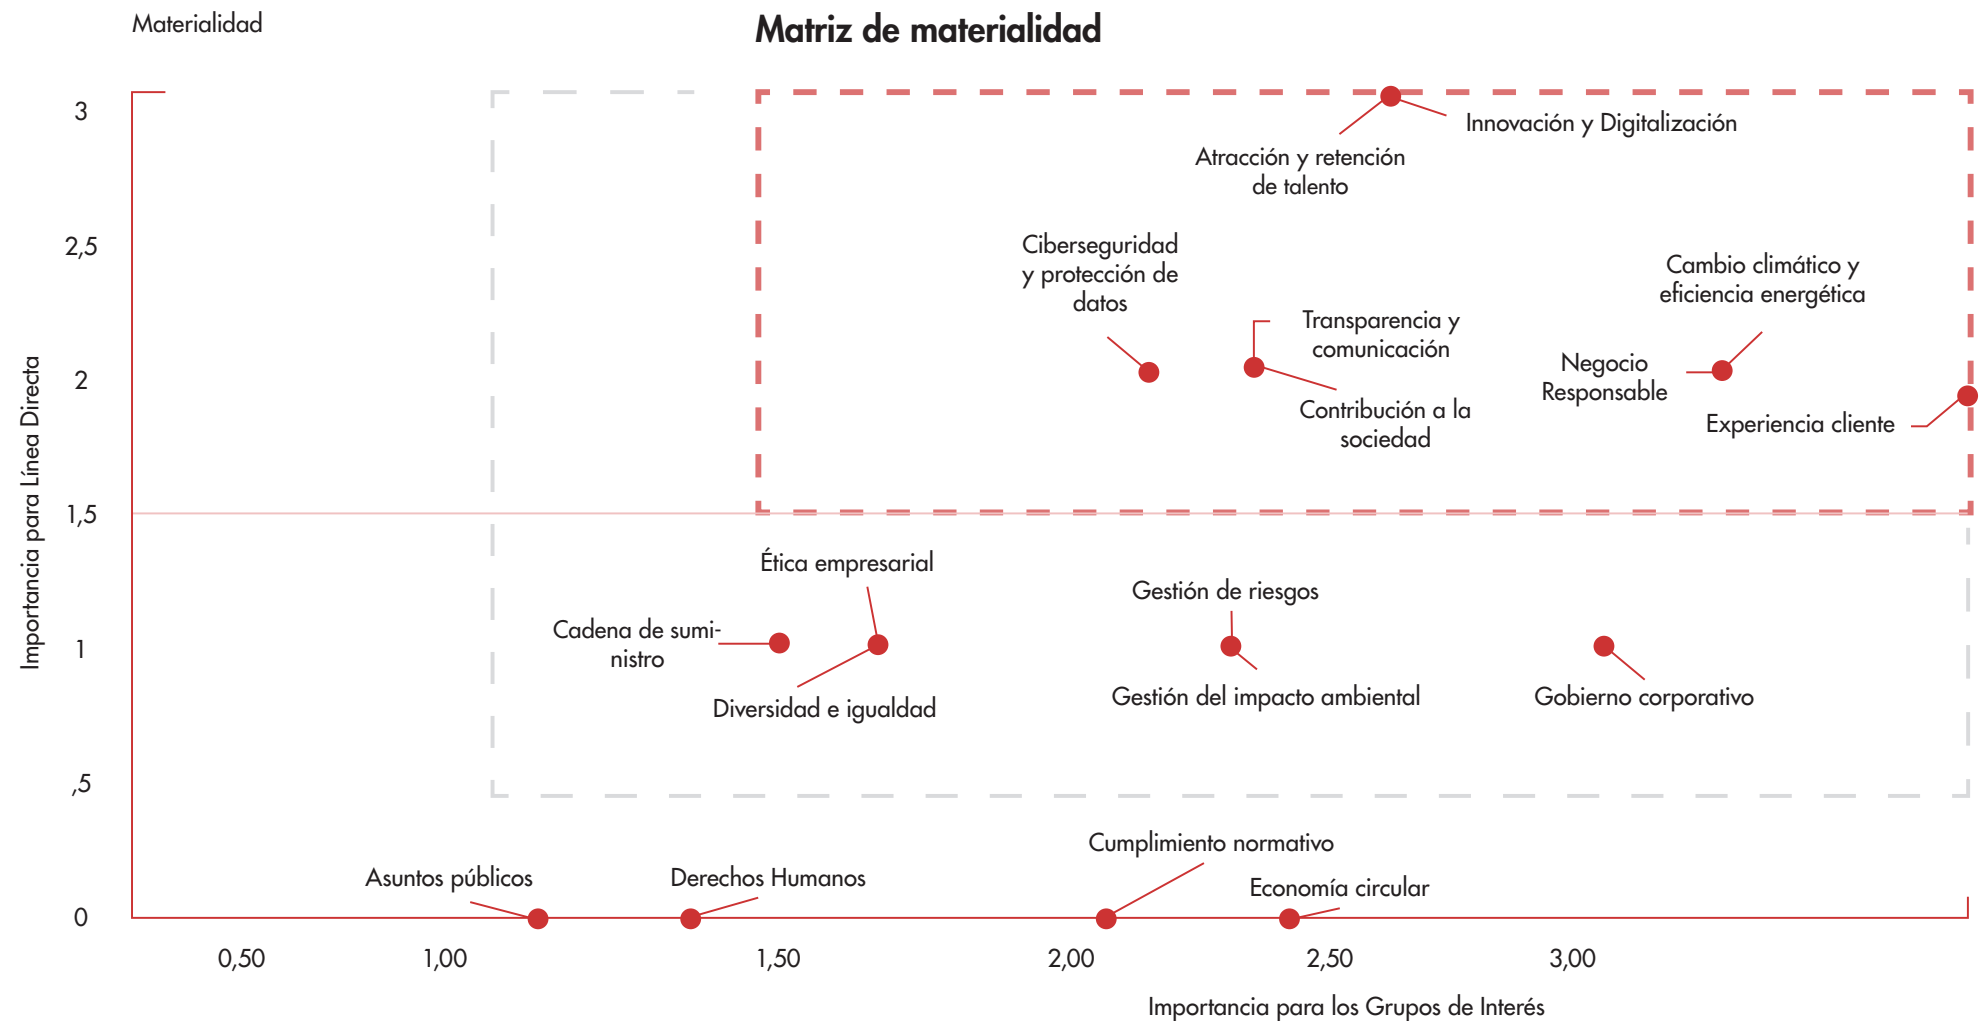 Materialidad
Matriz de materialidad
3
Innovación y Digitalización
Atracción y retención
de talento
2,5
Ciberseguridad
y protección de
datos
Cambio climático y
eficiencia energética
Transparencia y
comunicación
2
Negocio
Responsable
Contribución a la
sociedad
Experiencia cliente
Importancia para Línea Directa
1,5
Ética empresarial
Gestión de riesgos
Cadena de sumi-
nistro
1
Diversidad e igualdad
Gestión del impacto ambiental
Gobierno corporativo
,5
Cumplimiento normativo
Asuntos públicos
Derechos Humanos
Economía circular
0
0,50
1,00
1,50
2,00
2,50
3,00
Importancia para los Grupos de Interés